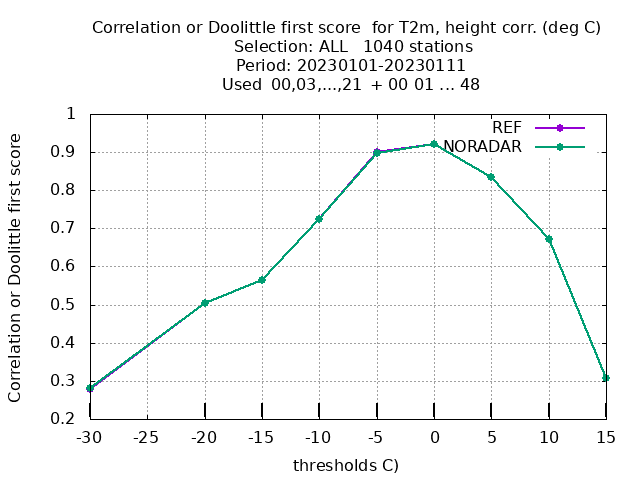 Correlation or Doolittle first score  for T2m, height corr. (deg C)
Selection: ALL   1040 stations
Period: 20230101-20230111
Used  00,03,...,21  + 00 01 ... 48
Correlation or Doolittle first score
1
0.9
0.8
0.7
0.6
0.5
0.4
0.3
0.2
REF
NORADAR
-30 -25 -20 -15 -10 -5 0 5 10 15
thresholds C)